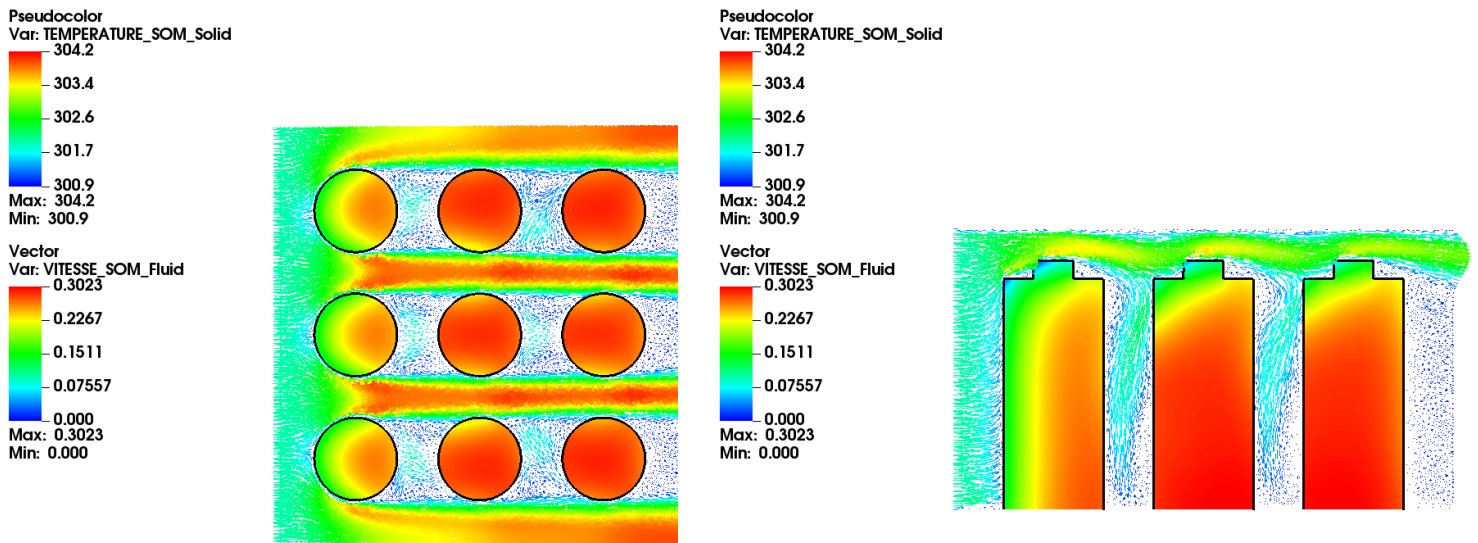 Pseudocolor
Var: TEMPERATURE_SOM_Solid
304.2
303.4
302.6
301.7
300.9
Max: 304.2
Min: 300.9
Vector
Var: VITESSE_SOM_Fluid
0.3023
0.2267
0.1511
0.07557
0.000
Max: 0.3023
Min: 0.000
Pseudocolor
Var: TEMPERATURE_SOM_Solid
304.2
303.4
302.6
301.7
300.9
Max: 304.2
Min: 300.9
Vector
Var: VITESSE_SOM_Fluid
0.3023
0.2267
0.1511
0.07557
0.000
Max: 0.3023
Min: 0.000